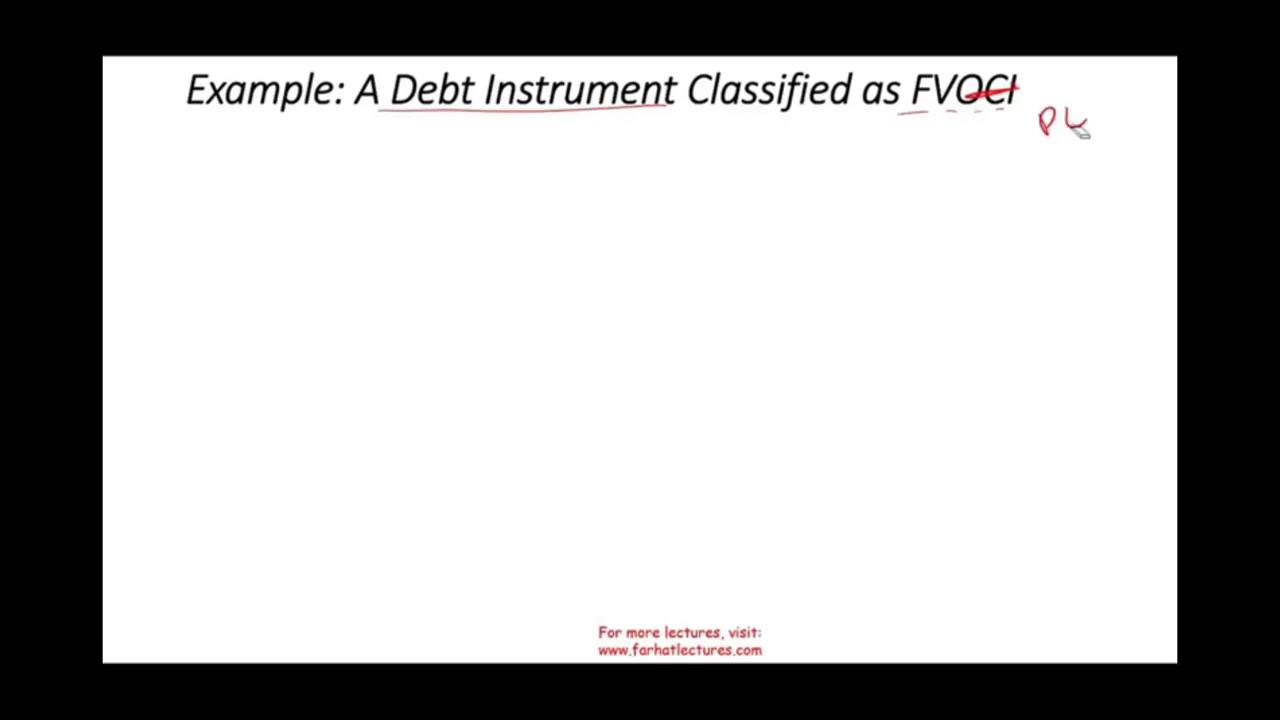 Example: A Debt Instrument Classified as FVOCI
PL
For more lectures, visit:
www.farhatlectures.com